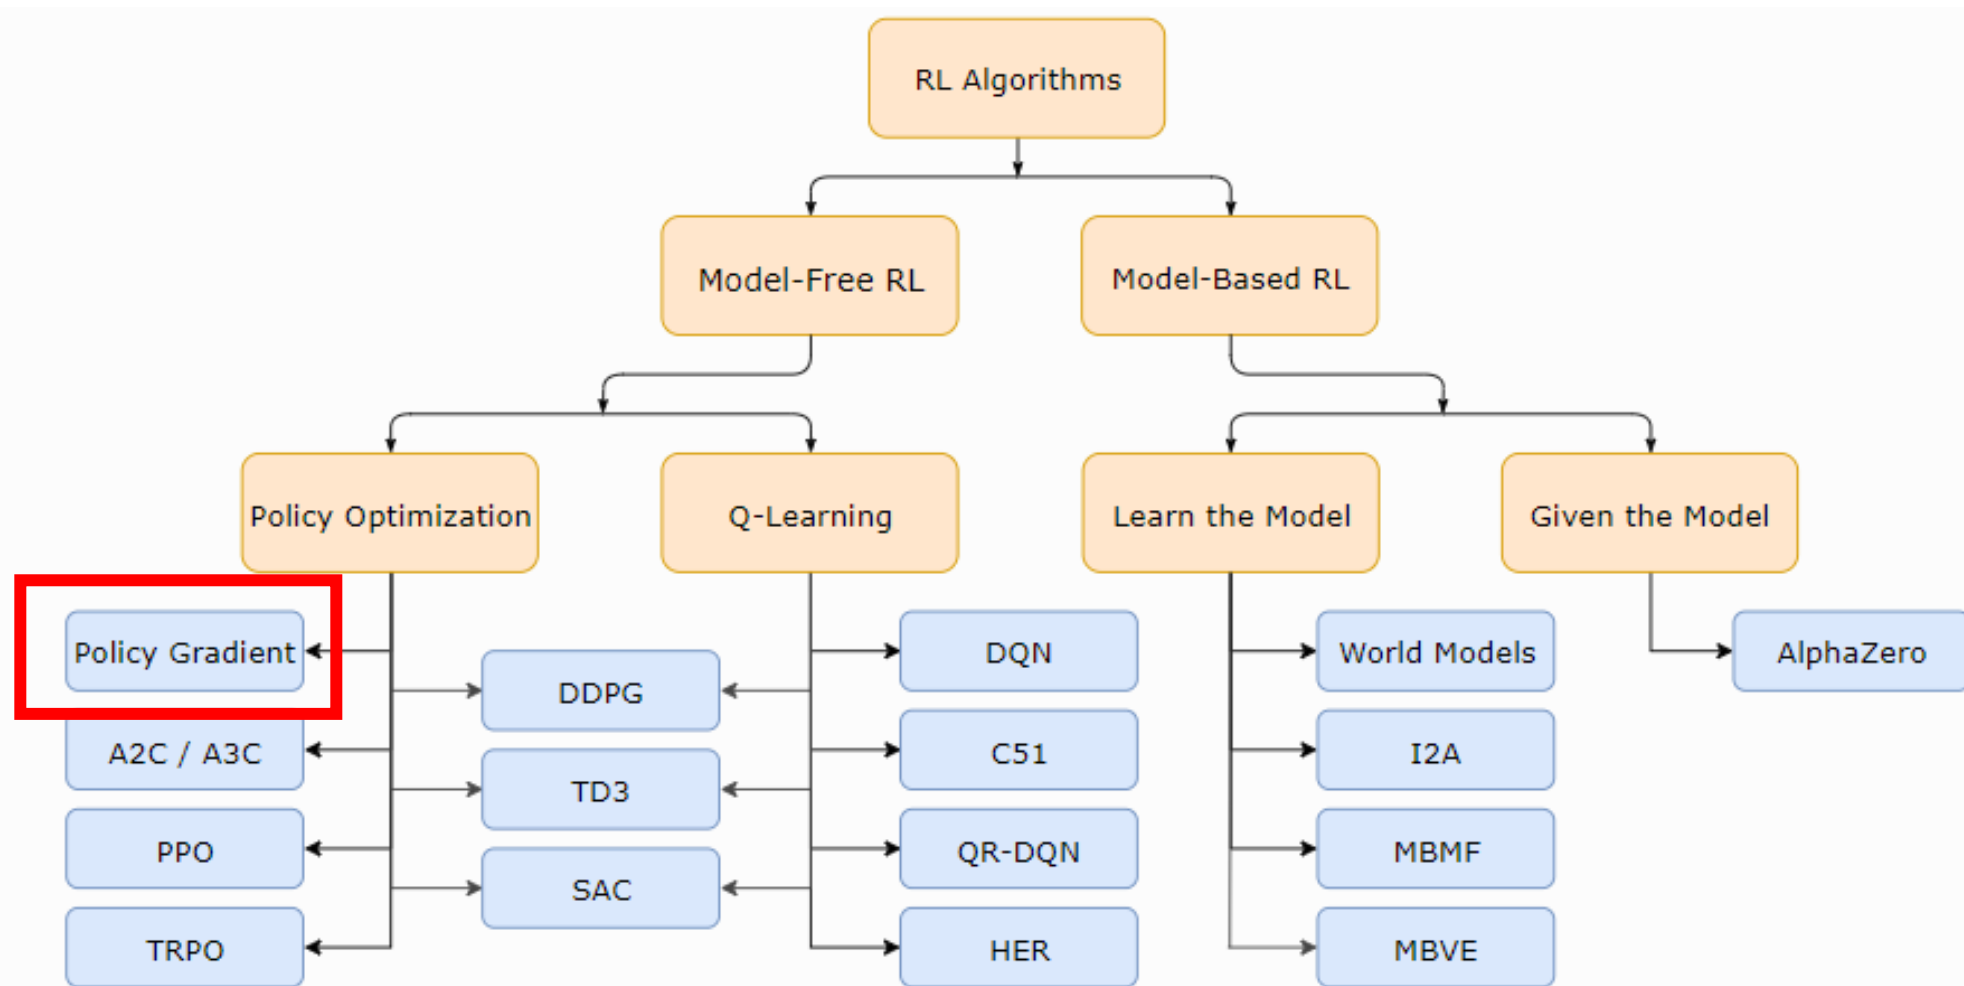 RL Algorithms
Model-Free RL
Model-Based RL
Policy Optimization
Q-Learning
Learn the Model
Given the Model
Policy Gradient
DDPG
DQN
World Models
AlphaZero
A2C / A3C
TD3
C51
I2A
PPO
SAC
QR-DQN
MBMF
TRPO
HER
MBVE